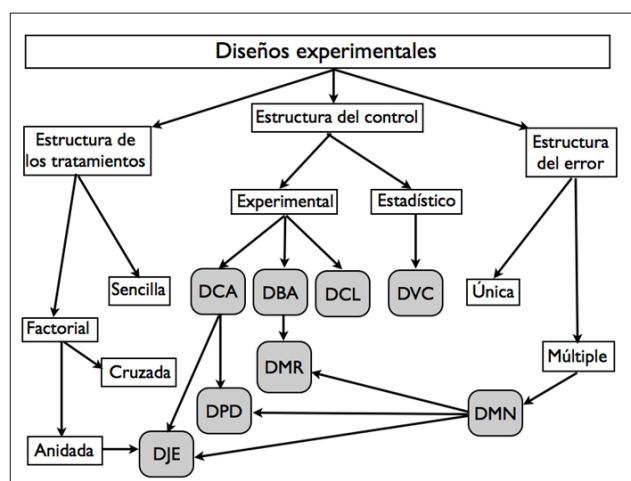 Diseños experimentales
Estructura de
los tratamientos
Estructura del control
Estructura
del error
Experimental
Estadístico
Sencilla
DCA
DBA
DCL
DVC
Única
Factorial
Cruzada
DMR
Múltiple
DPD
DMN
Anidada
DJE